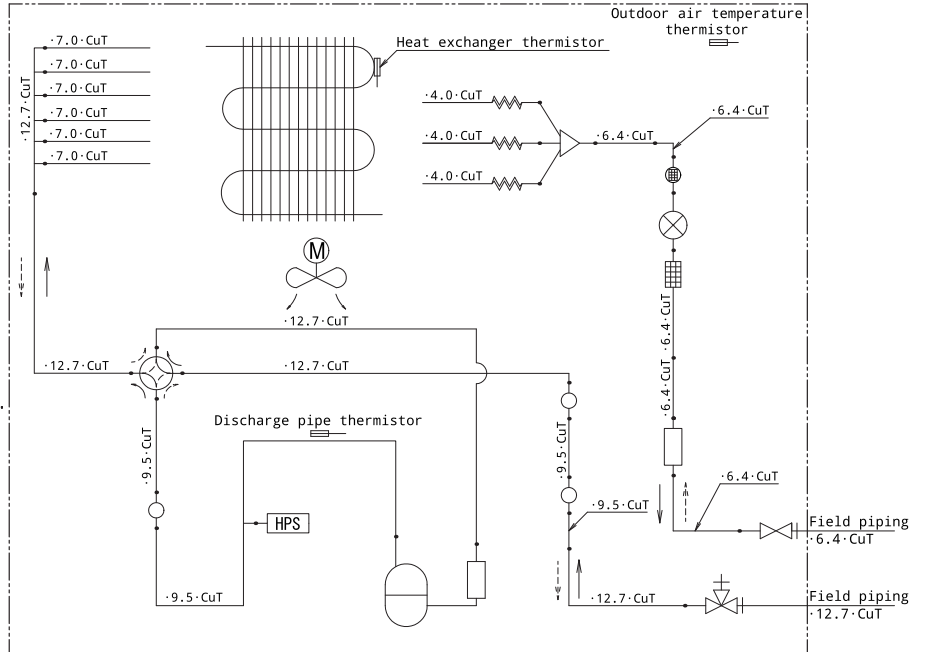 Outdoor air temperature
thermistor
·7.0·CuT
·7.0·CuT
·7.0·CuT
·7.0·CuT
·7.0·CuT
·7.0·CuT
·12.7·CuT
Heat exchanger thermistor
·4.0·CuT
·4.0·CuT
·4.0·CuT
·6.4·CuT
·6.4·CuT
M
·12.7·CuT
·12.7·CuT
·12.7·CuT
·6.4·CuT
·6.4·CuT
Discharge pipe thermistor
·9.5·CuT
·9.5·CuT
·6.4·CuT
·9.5·CuT
HPS
Field piping
·6.4·CuT
·9.5·CuT
·12.7·CuT
Field piping
·12.7·CuT